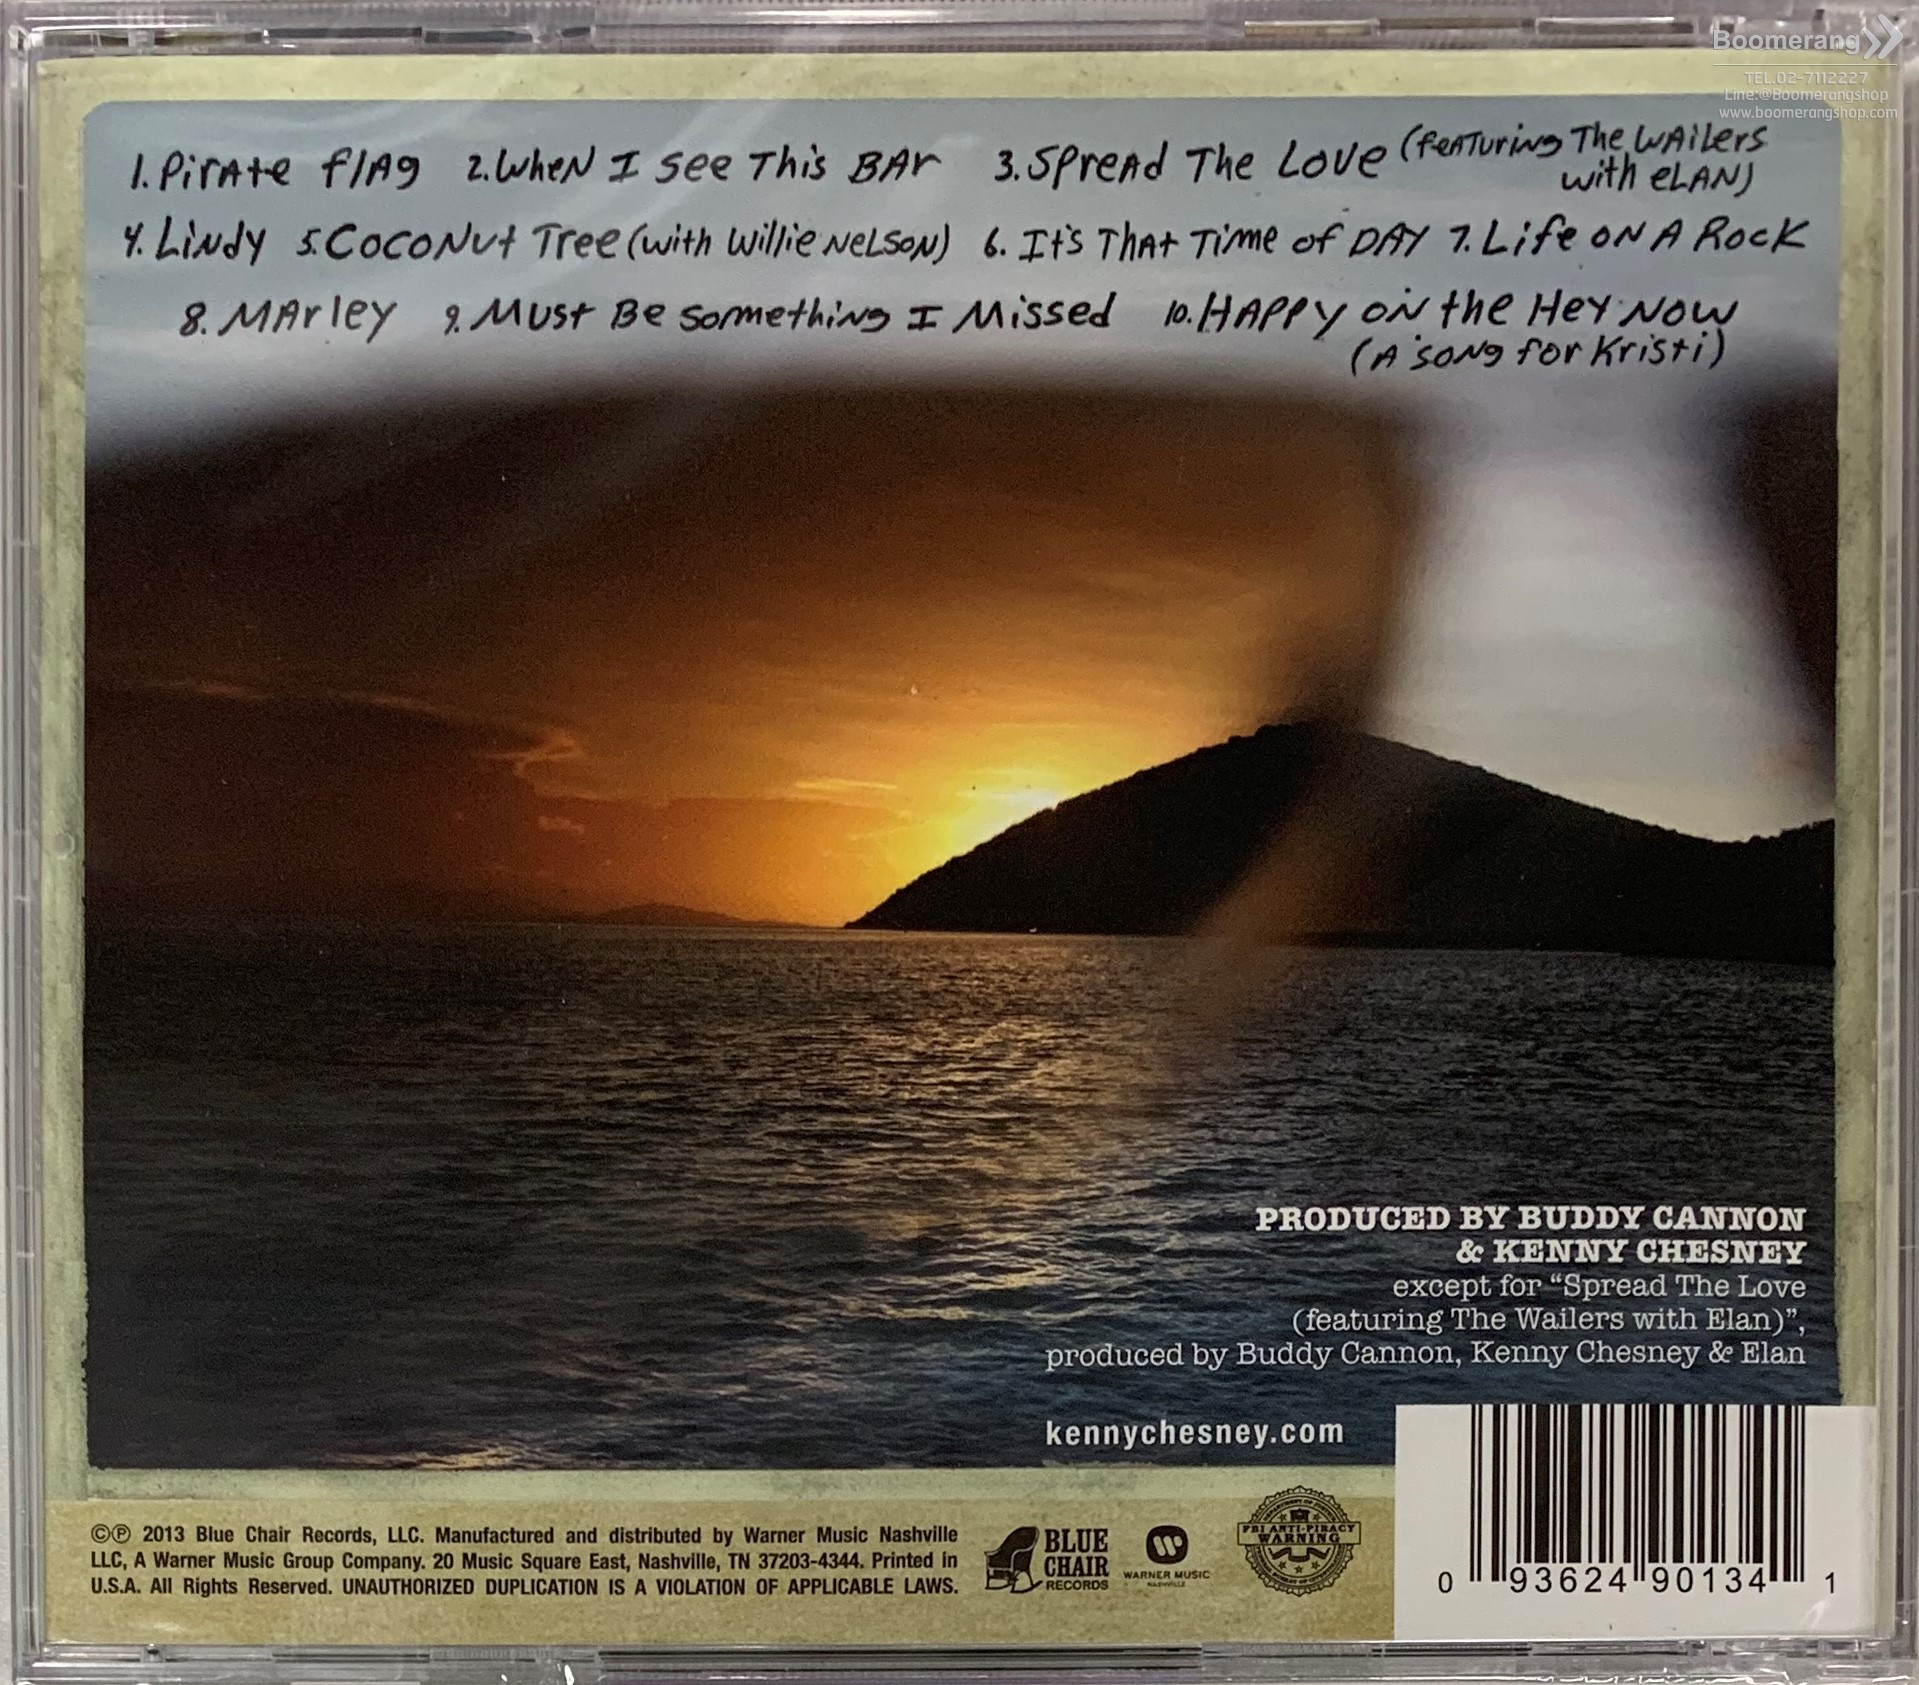 Boomerang
TEL.02-7112227
Line:@Boomerangshop
www.boomerangshop.com
1. Pirate Flag 2. When I See This Bar 3. Spread The Love (featuring The Wailers
with Elan)
4. Lindy 5. Coconut Tree (with Willie Nelson) 6. It's That Time of Day 7. Life on A Rock
8. Marley 9. Must Be Something I Missed 10. Happy on the Hey Now
(A Song for Kristi)
PRODUCED BY BUDDY CANNON
& KENNY CHESNEY
except for “Spread The Love
(featuring The Wailers with Elan)”,
produced by Buddy Cannon, Kenny Chesney & Elan
kennychesney.com
©℗ 2013 Blue Chair Records, LLC. Manufactured and distributed by Warner Music Nashville
LLC, A Warner Music Group Company. 20 Music Square East, Nashville, TN 37203-4344. Printed in
U.S.A. All Rights Reserved. UNAUTHORIZED DUPLICATION IS A VIOLATION OF APPLICABLE LAWS.
BLUE
CHAIR
RECORDS
WARNER MUSIC
NASHVILLE
FBI ANTI-PIRACY
WARNING
0 93624 90134 1